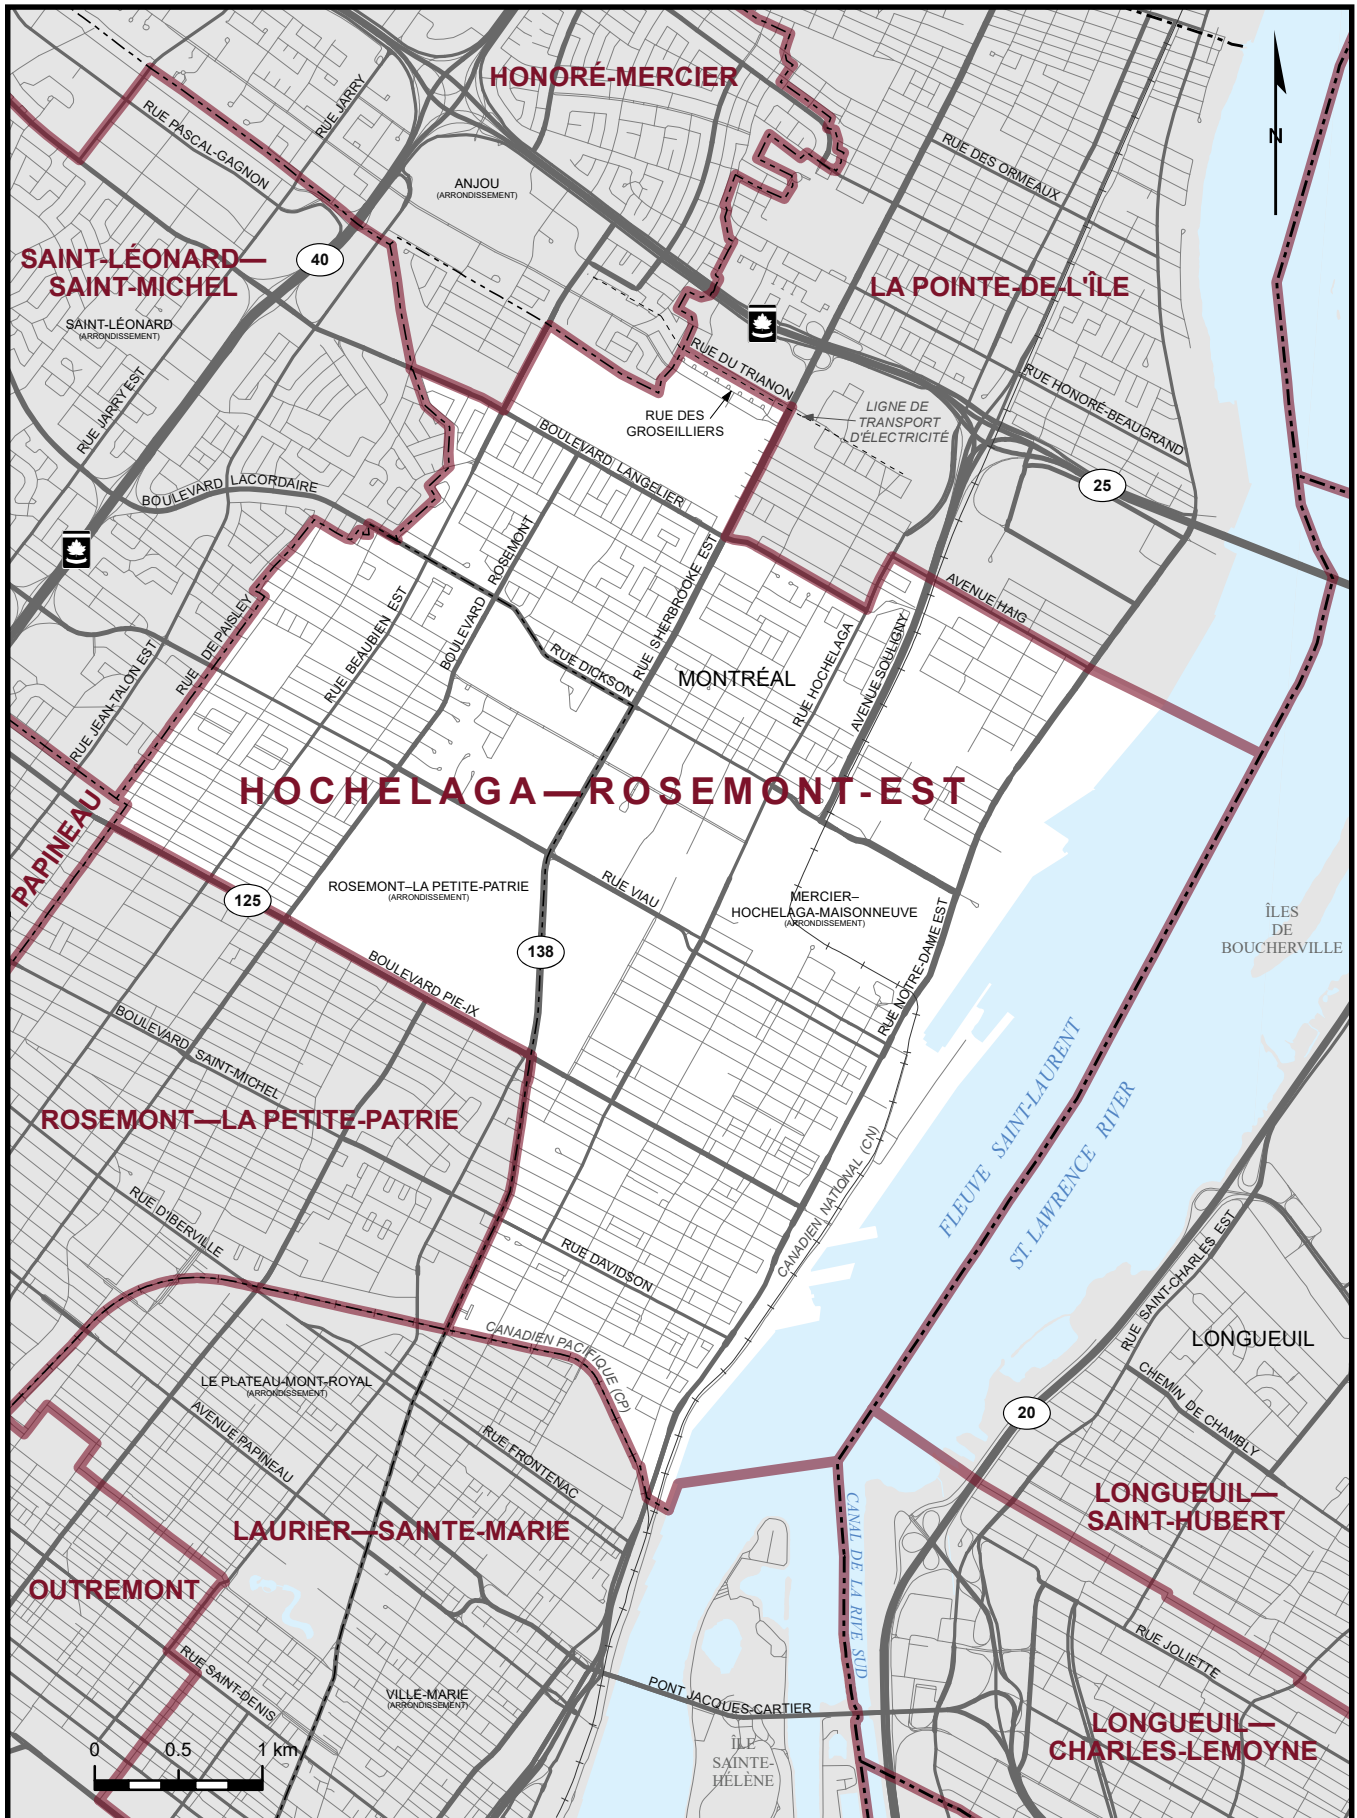 HONORÉ-MERCIER
RUE JARRY
RUE PASCAL-GAGNON
ANJOU
(ARRONDISSEMENT)
RUE DES ORMEAUX
N
SAINT-LÉONARD—
SAINT-MICHEL
40
LA POINTE-DE-L'ÎLE
SAINT-LÉONARD
(ARRONDISSEMENT)
RUE DU TRIANON
RUE HONORÉ-BEAUGRAND
RUE JARRY EST
RUE DES
GROSEILLIERS
LIGNE DE
TRANSPORT
D'ÉLECTRICITÉ
BOULEVARD LANGELIER
BOULEVARD LACORDAIRE
25
BOULEVARD ROSEMONT
RUE SHERBROOKE EST
AVENUE HAIG
RUE DE PAISLEY
RUE BEAUBIEN EST
RUE JEAN-TALON EST
RUE DICKSON
MONTRÉAL
RUE HOCHELAGA
AVENUE SOULIGNY
HOCHELAGA—ROSEMONT-EST
PAPINEAU
125
ROSEMONT–LA PETITE-PATRIE
(ARRONDISSEMENT)
RUE VIAU
MERCIER–
HOCHELAGA-MAISONNEUVE
(ARRONDISSEMENT)
ÎLES
DE
BOUCHERVILLE
138
BOULEVARD PIE-IX
RUE NOTRE-DAME EST
BOULEVARD SAINT-MICHEL
FLEUVE SAINT-LAURENT
ST. LAWRENCE RIVER
ROSEMONT—LA PETITE-PATRIE
CANADIEN NATIONAL (CN)
RUE D'IBERVILLE
RUE DAVIDSON
RUE SAINT-CHARLES EST
CANADIEN PACIFIQUE (CP)
LONGUEUIL
LE PLATEAU-MONT-ROYAL
(ARRONDISSEMENT)
CHEMIN DE CHAMBLY
AVENUE PAPINEAU
20
RUE FRONTENAC
LONGUEUIL—
SAINT-HUBERT
LAURIER—SAINTE-MARIE
CANAL DE LA RIVE SUD
OUTREMONT
RUE JOLIETTE
RUE SAINT-DENIS
VILLE-MARIE
(ARRONDISSEMENT)
PONT JACQUES-CARTIER
LONGUEUIL—
CHARLES-LEMOYNE
ÎLE
SAINTE-
HÉLÈNE
0 0.5 1 km